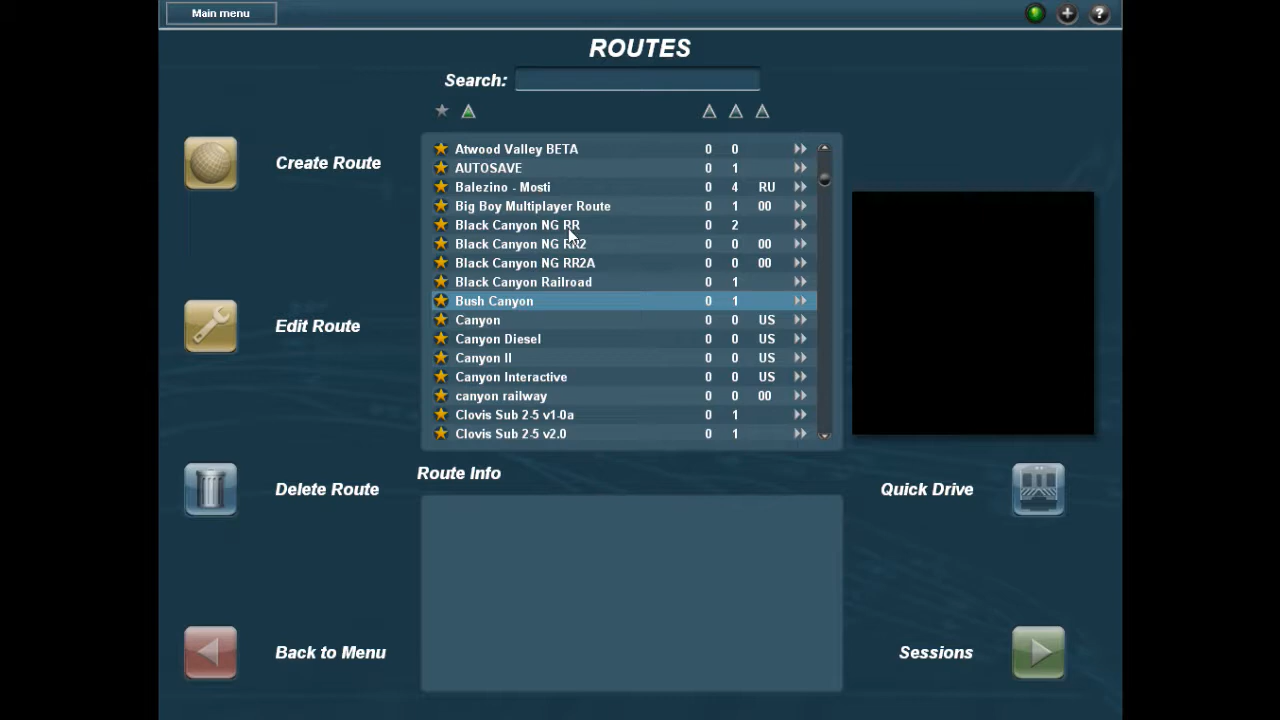 Main menu
?
ROUTES
Search:
Create Route
Edit Route
Delete Route
Back to Menu
Atwood Valley BETA 0 0
AUTOSAVE 0 1
Balezino - Mosti 0 4 RU
Big Boy Multiplayer Route 0 1 00
Black Canyon NG RR 0 2
Black Canyon NG RR2 0 0 00
Black Canyon NG RR2A 0 0 00
Black Canyon Railroad 0 1
Bush Canyon 0 1
Canyon 0 0 US
Canyon Diesel 0 0 US
Canyon II 0 0 US
Canyon Interactive 0 0 US
canyon railway 0 0 00
Clovis Sub 2-5 v1-0a 0 1
Clovis Sub 2-5 v2.0 0 1
Route Info
Quick Drive
Sessions